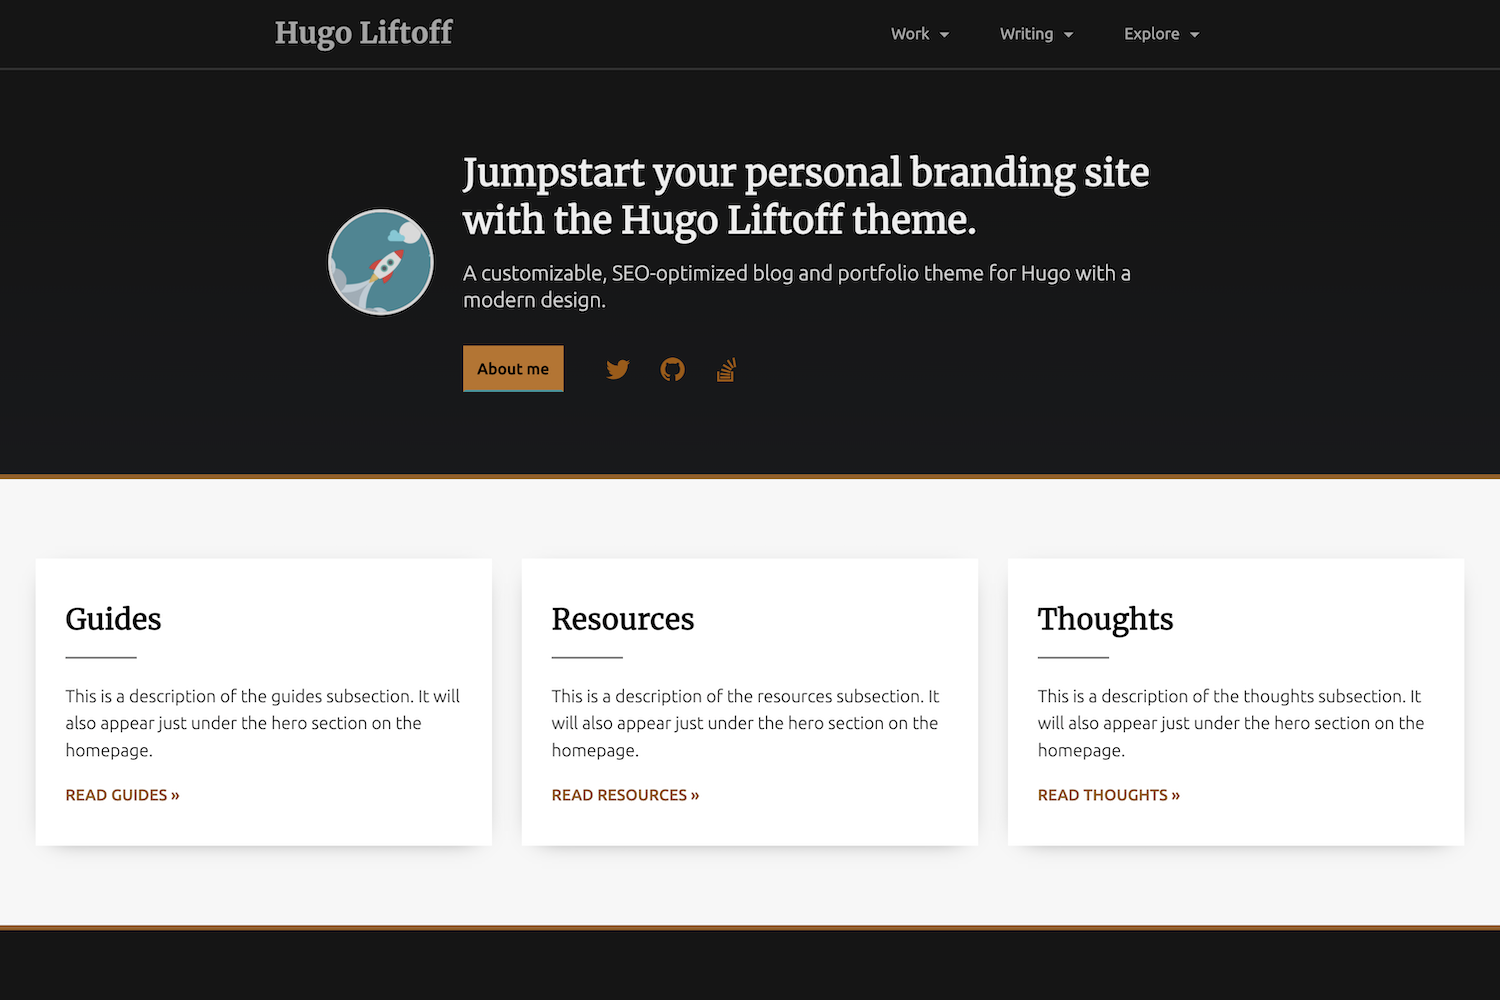 Hugo Liftoff
Work
Writing
Explore
Jumpstart your personal branding site
with the Hugo Liftoff theme.
A customizable, SEO-optimized blog and portfolio theme for Hugo with a
modern design.
About me
Guides
This is a description of the guides subsection. It will
also appear just under the hero section on the
homepage.
READ GUIDES »
Resources
This is a description of the resources subsection. It
will also appear just under the hero section on the
homepage.
READ RESOURCES »
Thoughts
This is a description of the thoughts subsection. It
will also appear just under the hero section on the
homepage.
READ THOUGHTS »